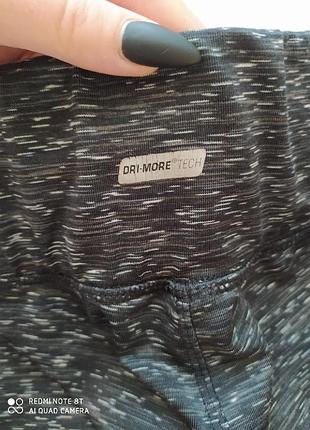 DRI·MORE® TECH
REDMI NOTE 8T
AI QUAD CAMERA